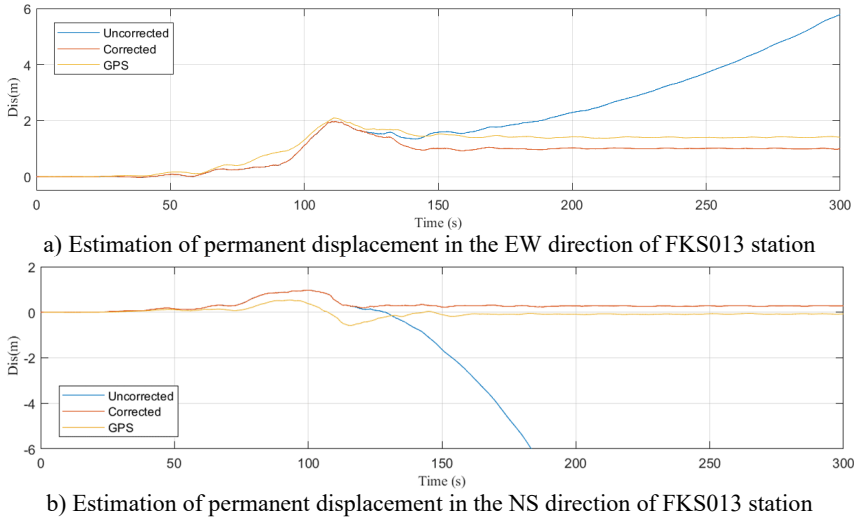 6
4
2
0
Dis(m)
Uncorrected
Corrected
GPS
0 50 100 150 200 250 300
Time (s)
a) Estimation of permanent displacement in the EW direction of FKS013 station
2
0
-2
-4
-6
Dis(m)
Uncorrected
Corrected
GPS
0 50 100 150 200 250 300
Time (s)
b) Estimation of permanent displacement in the NS direction of FKS013 station